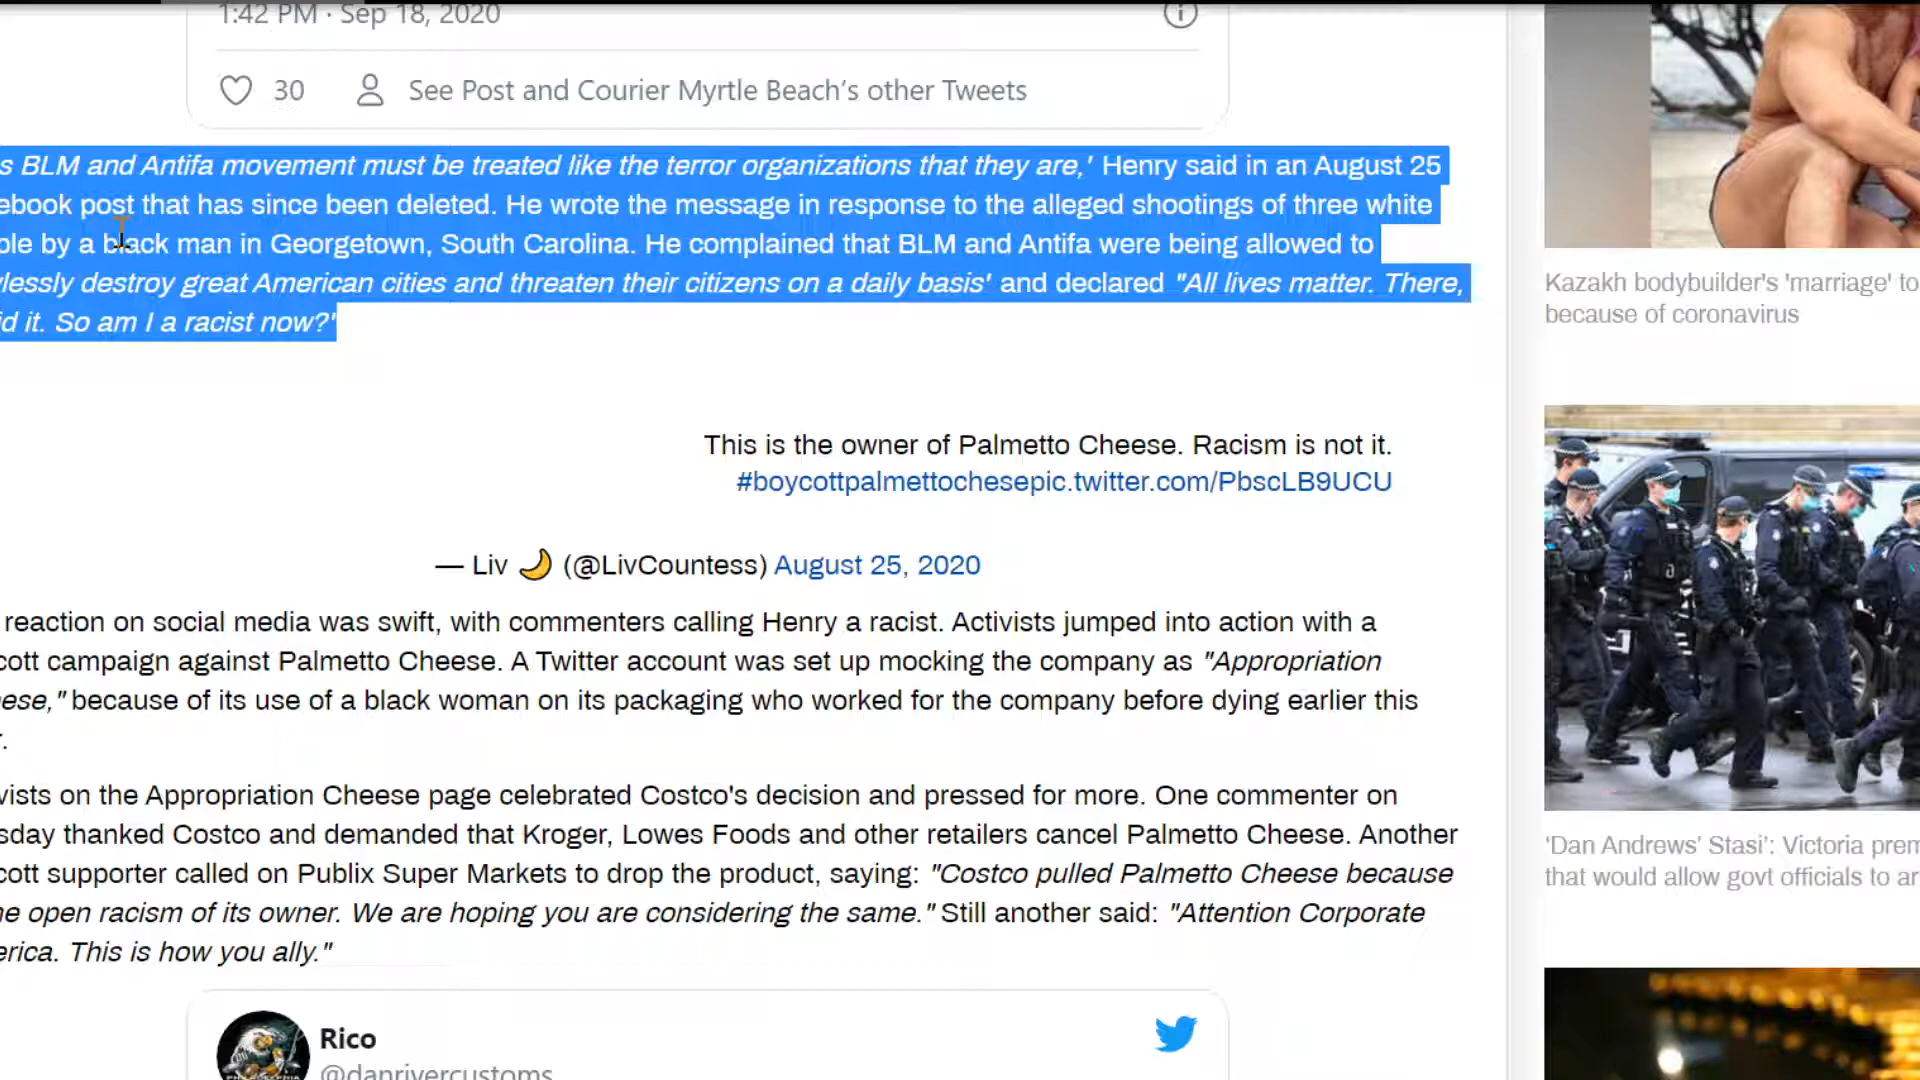 1:42 PM · Sep 18, 2020
30 See Post and Courier Myrtle Beach's other Tweets
s BLM and Antifa movement must be treated like the terror organizations that they are,' Henry said in an August 25
ebook post that has since been deleted. He wrote the message in response to the alleged shootings of three white
ple by a black man in Georgetown, South Carolina. He complained that BLM and Antifa were being allowed to
lessly destroy great American cities and threaten their citizens on a daily basis' and declared "All lives matter. There,
id it. So am I a racist now?"
This is the owner of Palmetto Cheese. Racism is not it.
#boycottpalmettochesepic.twitter.com/PbscLB9UCU
— Liv 🌙 (@LivCountess) August 25, 2020
reaction on social media was swift, with commenters calling Henry a racist. Activists jumped into action with a
cott campaign against Palmetto Cheese. A Twitter account was set up mocking the company as "Appropriation
ese," because of its use of a black woman on its packaging who worked for the company before dying earlier this
r.
vists on the Appropriation Cheese page celebrated Costco's decision and pressed for more. One commenter on
sday thanked Costco and demanded that Kroger, Lowes Foods and other retailers cancel Palmetto Cheese. Another
cott supporter called on Publix Super Markets to drop the product, saying: "Costco pulled Palmetto Cheese because
ne open racism of its owner. We are hoping you are considering the same." Still another said: "Attention Corporate
erica. This is how you ally."
Rico
@danrivercustoms
Kazakh bodybuilder's 'marriage' to
because of coronavirus
'Dan Andrews' Stasi': Victoria prem
that would allow govt officials to ar